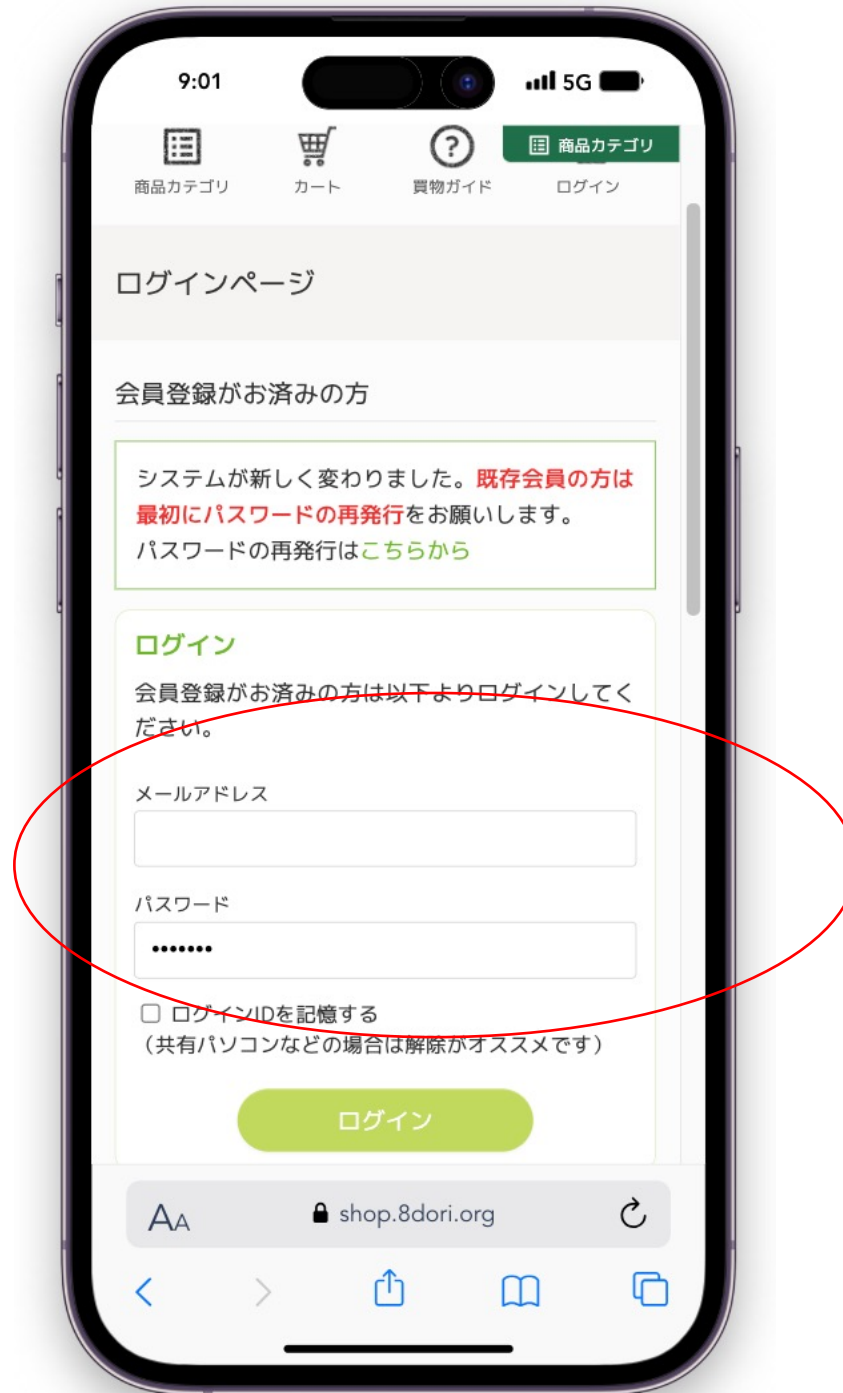 9:01
5G
商品カテゴリ
商品カテゴリ
カート
買物ガイド
ログイン
ログインページ
会員登録がお済みの方
システムが新しく変わりました。既存会員の方は
最初にパスワードの再発行をお願いします。
パスワードの再発行はこちらから
ログイン
会員登録がお済みの方は以下よりログインしてく
ださい。
メールアドレス
パスワード
•••••••
ログインIDを記憶する
（共有パソコンなどの場合は解除がオススメです）
ログイン
AA
shop.8dori.org